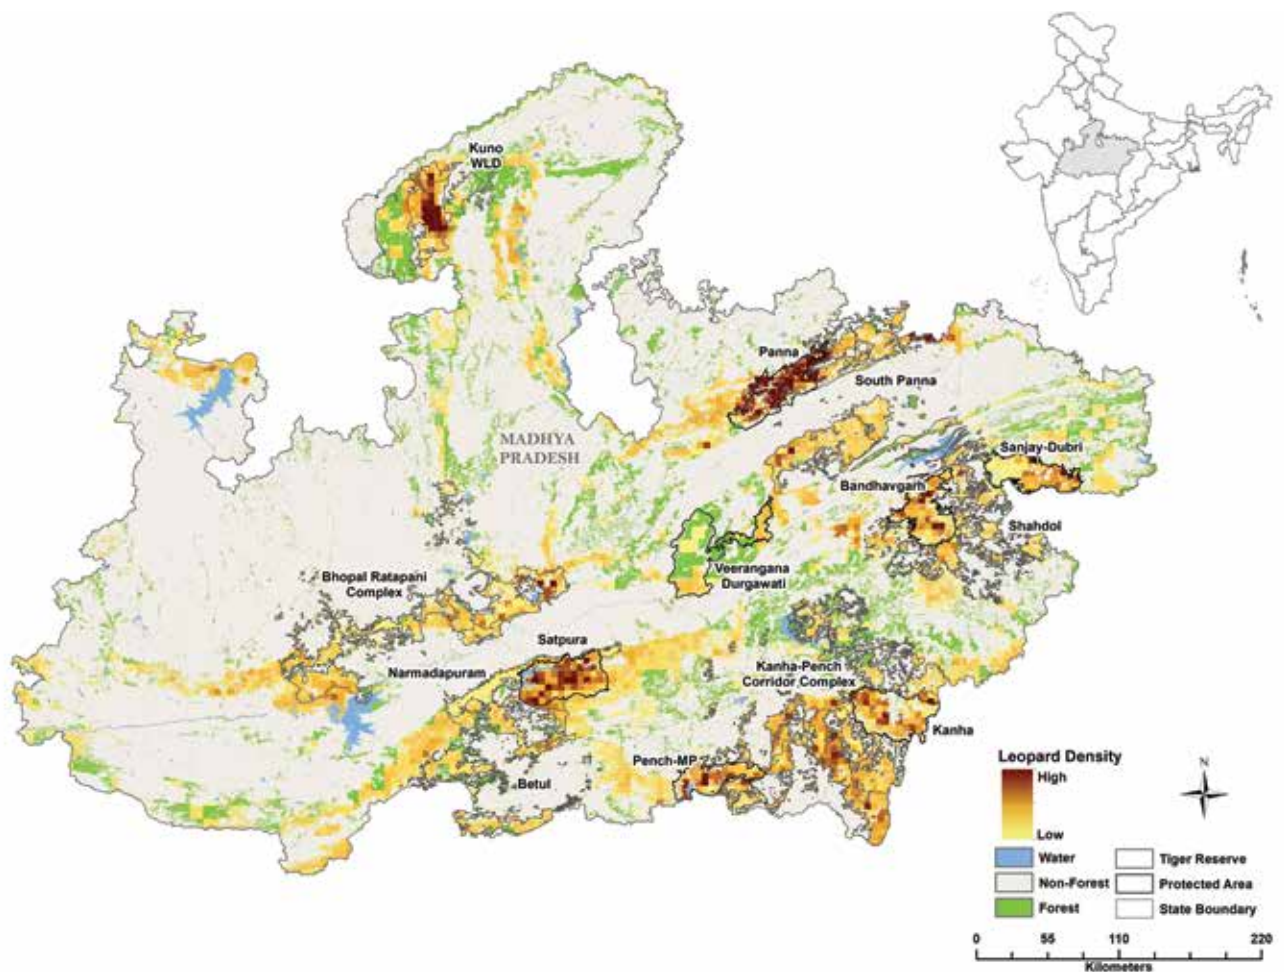 Kuno
WLD
Panna
South Panna
MADHYA
PRADESH
Sanjay-Dubri
Bandhavgarh
Shahdol
Veerangana
Durgawati
Bhopal Ratapani
Complex
Satpura
Narmadapuram
Kanha-Pench
Corridor Complex
Kanha
Pench-MP
Betul
Leopard Density
High
Low
Water
Non-Forest
Forest
Tiger Reserve
Protected Area
State Boundary
N
0 55 110 220
Kilometers